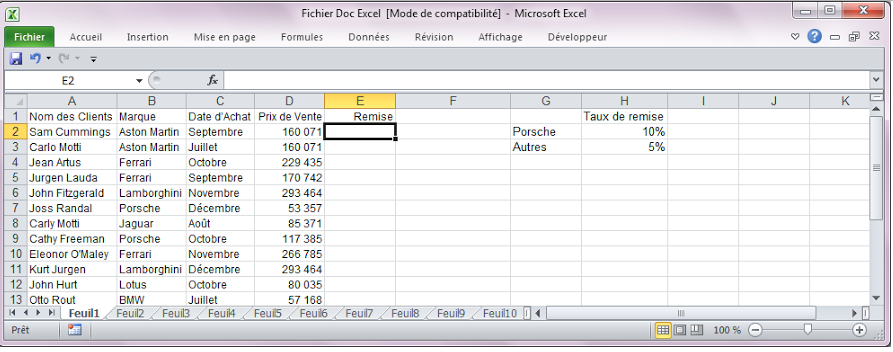 Fichier Doc Excel [Mode de compatibilité] - Microsoft Excel
Fichier Accueil Insertion Mise en page Formules Données Révision Affichage Développeur
E2 fx
A B C D E F G H I J K
1 Nom des Clients Marque Date d'Achat Prix de Vente Remise Taux de remise
2 Sam Cummings Aston Martin Septembre 160 071 Porsche 10%
3 Carlo Motti Aston Martin Juillet 160 071 Autres 5%
4 Jean Artus Ferrari Octobre 229 435
5 Jurgen Lauda Ferrari Septembre 170 742
6 John Fitzgerald Lamborghini Novembre 293 464
7 Joss Randal Porsche Décembre 53 357
8 Carly Motti Jaguar Août 85 371
9 Cathy Freeman Porsche Octobre 117 385
10 Eleonor O'Maley Ferrari Novembre 266 785
11 Kurt Jurgen Lamborghini Décembre 293 464
12 John Hurt Lotus Octobre 80 035
13 Otto Rout BMW Juillet 57 168
Feuil1 Feuil2 Feuil3 Feuil4 Feuil5 Feuil6 Feuil7 Feuil8 Feuil9 Feuil10
Prêt 100 %